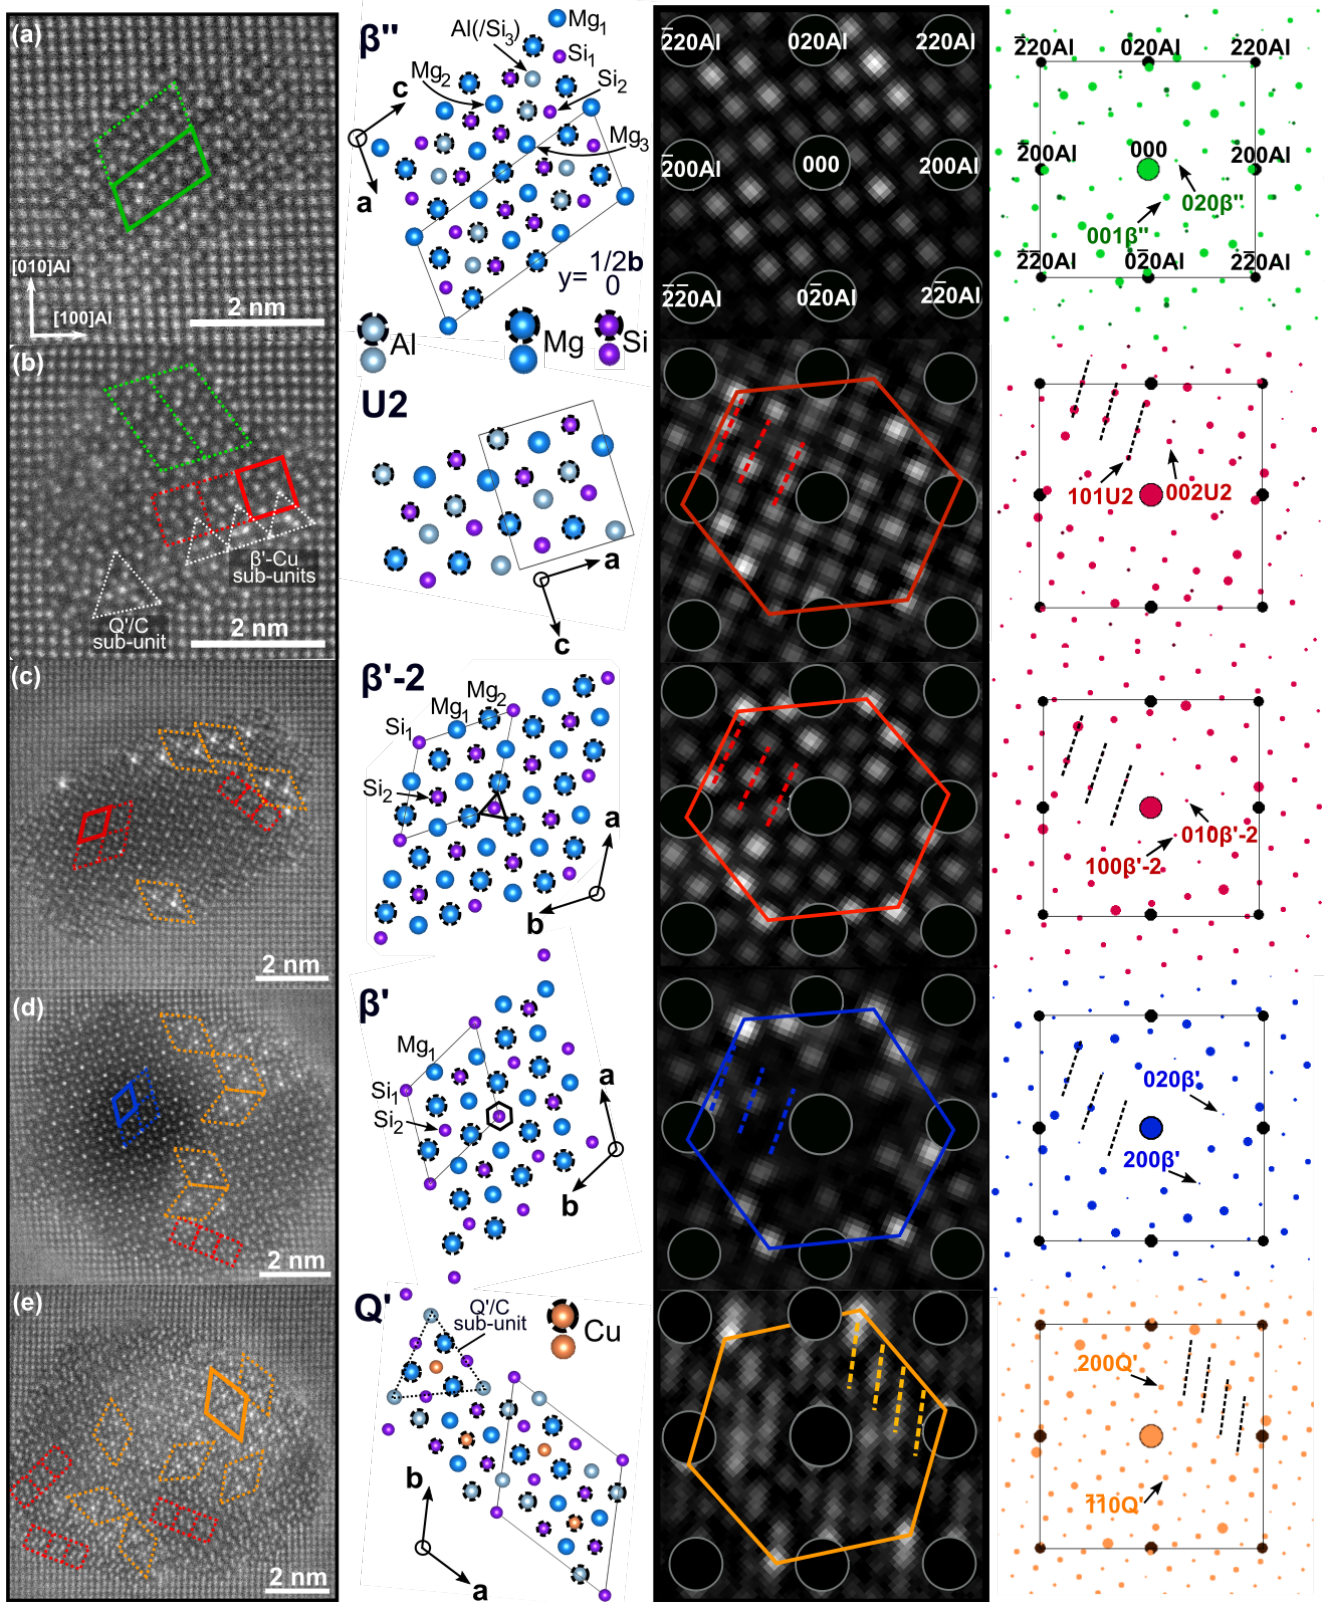 (a)
[010]Al
[100]Al
2 nm
β"
Mg1
Al(/Si3)
Si1
Mg2
Si2
c
Mg3
a
1/2b
y=
0
Al
Mg
Si
2̄20Al
020Al
220Al
2̄00Al
000
200Al
2̄2̄0Al
02̄0Al
22̄0Al
2̄20Al
020Al
220Al
2̄00Al
000
200Al
020β"
001β"
2̄2̄0Al
02̄0Al
22̄0Al
(b)
β'-Cu
sub-units
Q'/C
sub-unit
2 nm
U2
a
c
101U2
002U2
(c)
2 nm
β'-2
Mg2
Mg1
Si1
Si2
a
b
010β'-2
100β'-2
(d)
2 nm
β'
Mg1
Si1
Si2
a
b
020β'
200β'
(e)
2 nm
Q'
Q'/C
sub-unit
Cu
b
a
200Q'
1̄10Q'